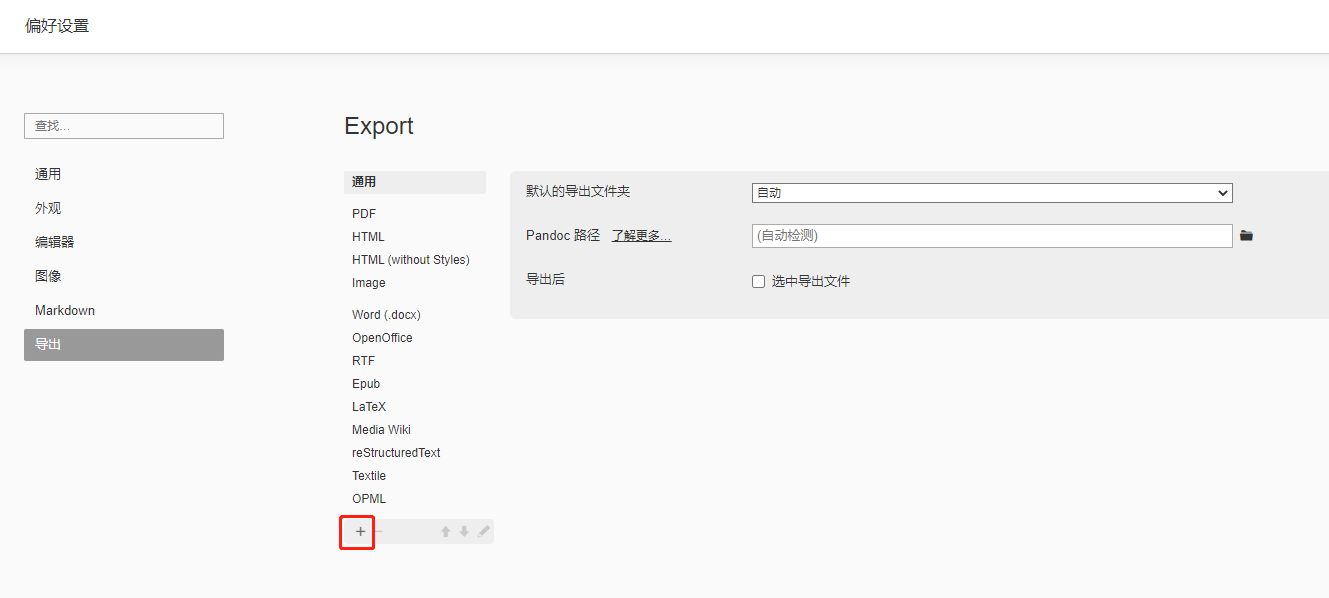 偏好设置
查找...
通用
外观
编辑器
图像
Markdown
导出
Export
通用
PDF
HTML
HTML (without Styles)
Image
Word (.docx)
OpenOffice
RTF
Epub
LaTeX
Media Wiki
reStructuredText
Textile
OPML
默认的导出文件夹 自动
Pandoc 路径 了解更多... (自动检测)
导出后 选中导出文件